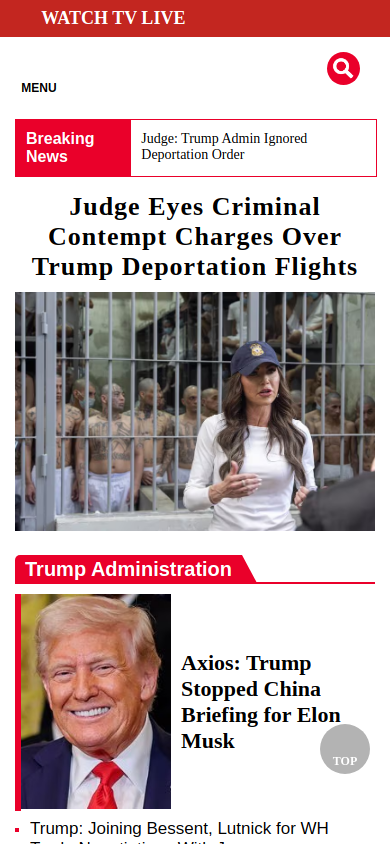 WATCH TV LIVE
MENU
Breaking
News
Judge: Trump Admin Ignored
Deportation Order
Judge Eyes Criminal
Contempt Charges Over
Trump Deportation Flights
Trump Administration
Axios: Trump
Stopped China
Briefing for Elon
Musk
TOP
Trump: Joining Bessent, Lutnick for WH